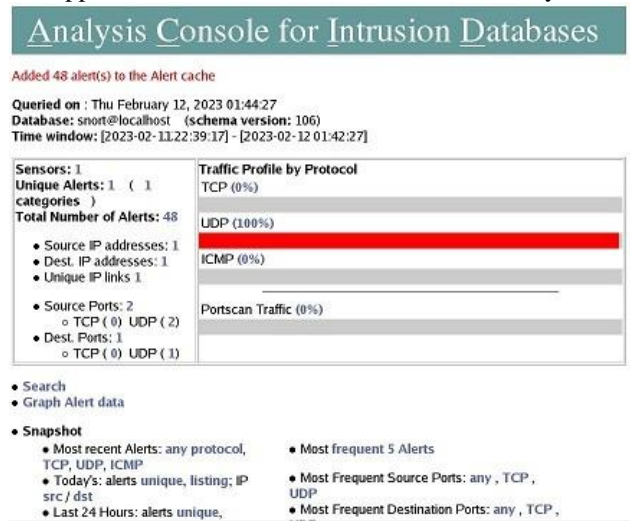 Analysis Console for Intrusion Databases
Added 48 alert(s) to the Alert cache
Queried on : Thu February 12, 2023 01:44:27
Database: snort@localhost (schema version: 106)
Time window: [2023-02-11.22:39:17] - [2023-02-12 01:42:27]
Sensors: 1
Unique Alerts: 1 ( 1
categories )
Total Number of Alerts: 48
• Source IP addresses: 1
• Dest. IP addresses: 1
• Unique IP links 1
• Source Ports: 2
○ TCP ( 0) UDP ( 2)
• Dest. Ports: 1
○ TCP ( 0) UDP ( 1)
Traffic Profile by Protocol
TCP (0%)
UDP (100%)
ICMP (0%)
Portscan Traffic (0%)
• Search
• Graph Alert data
• Snapshot
• Most recent Alerts: any protocol,
TCP, UDP, ICMP
• Today's: alerts unique, listing; IP
src / dst
• Last 24 Hours: alerts unique,
• Most frequent 5 Alerts
• Most Frequent Source Ports: any , TCP ,
UDP
• Most Frequent Destination Ports: any , TCP ,